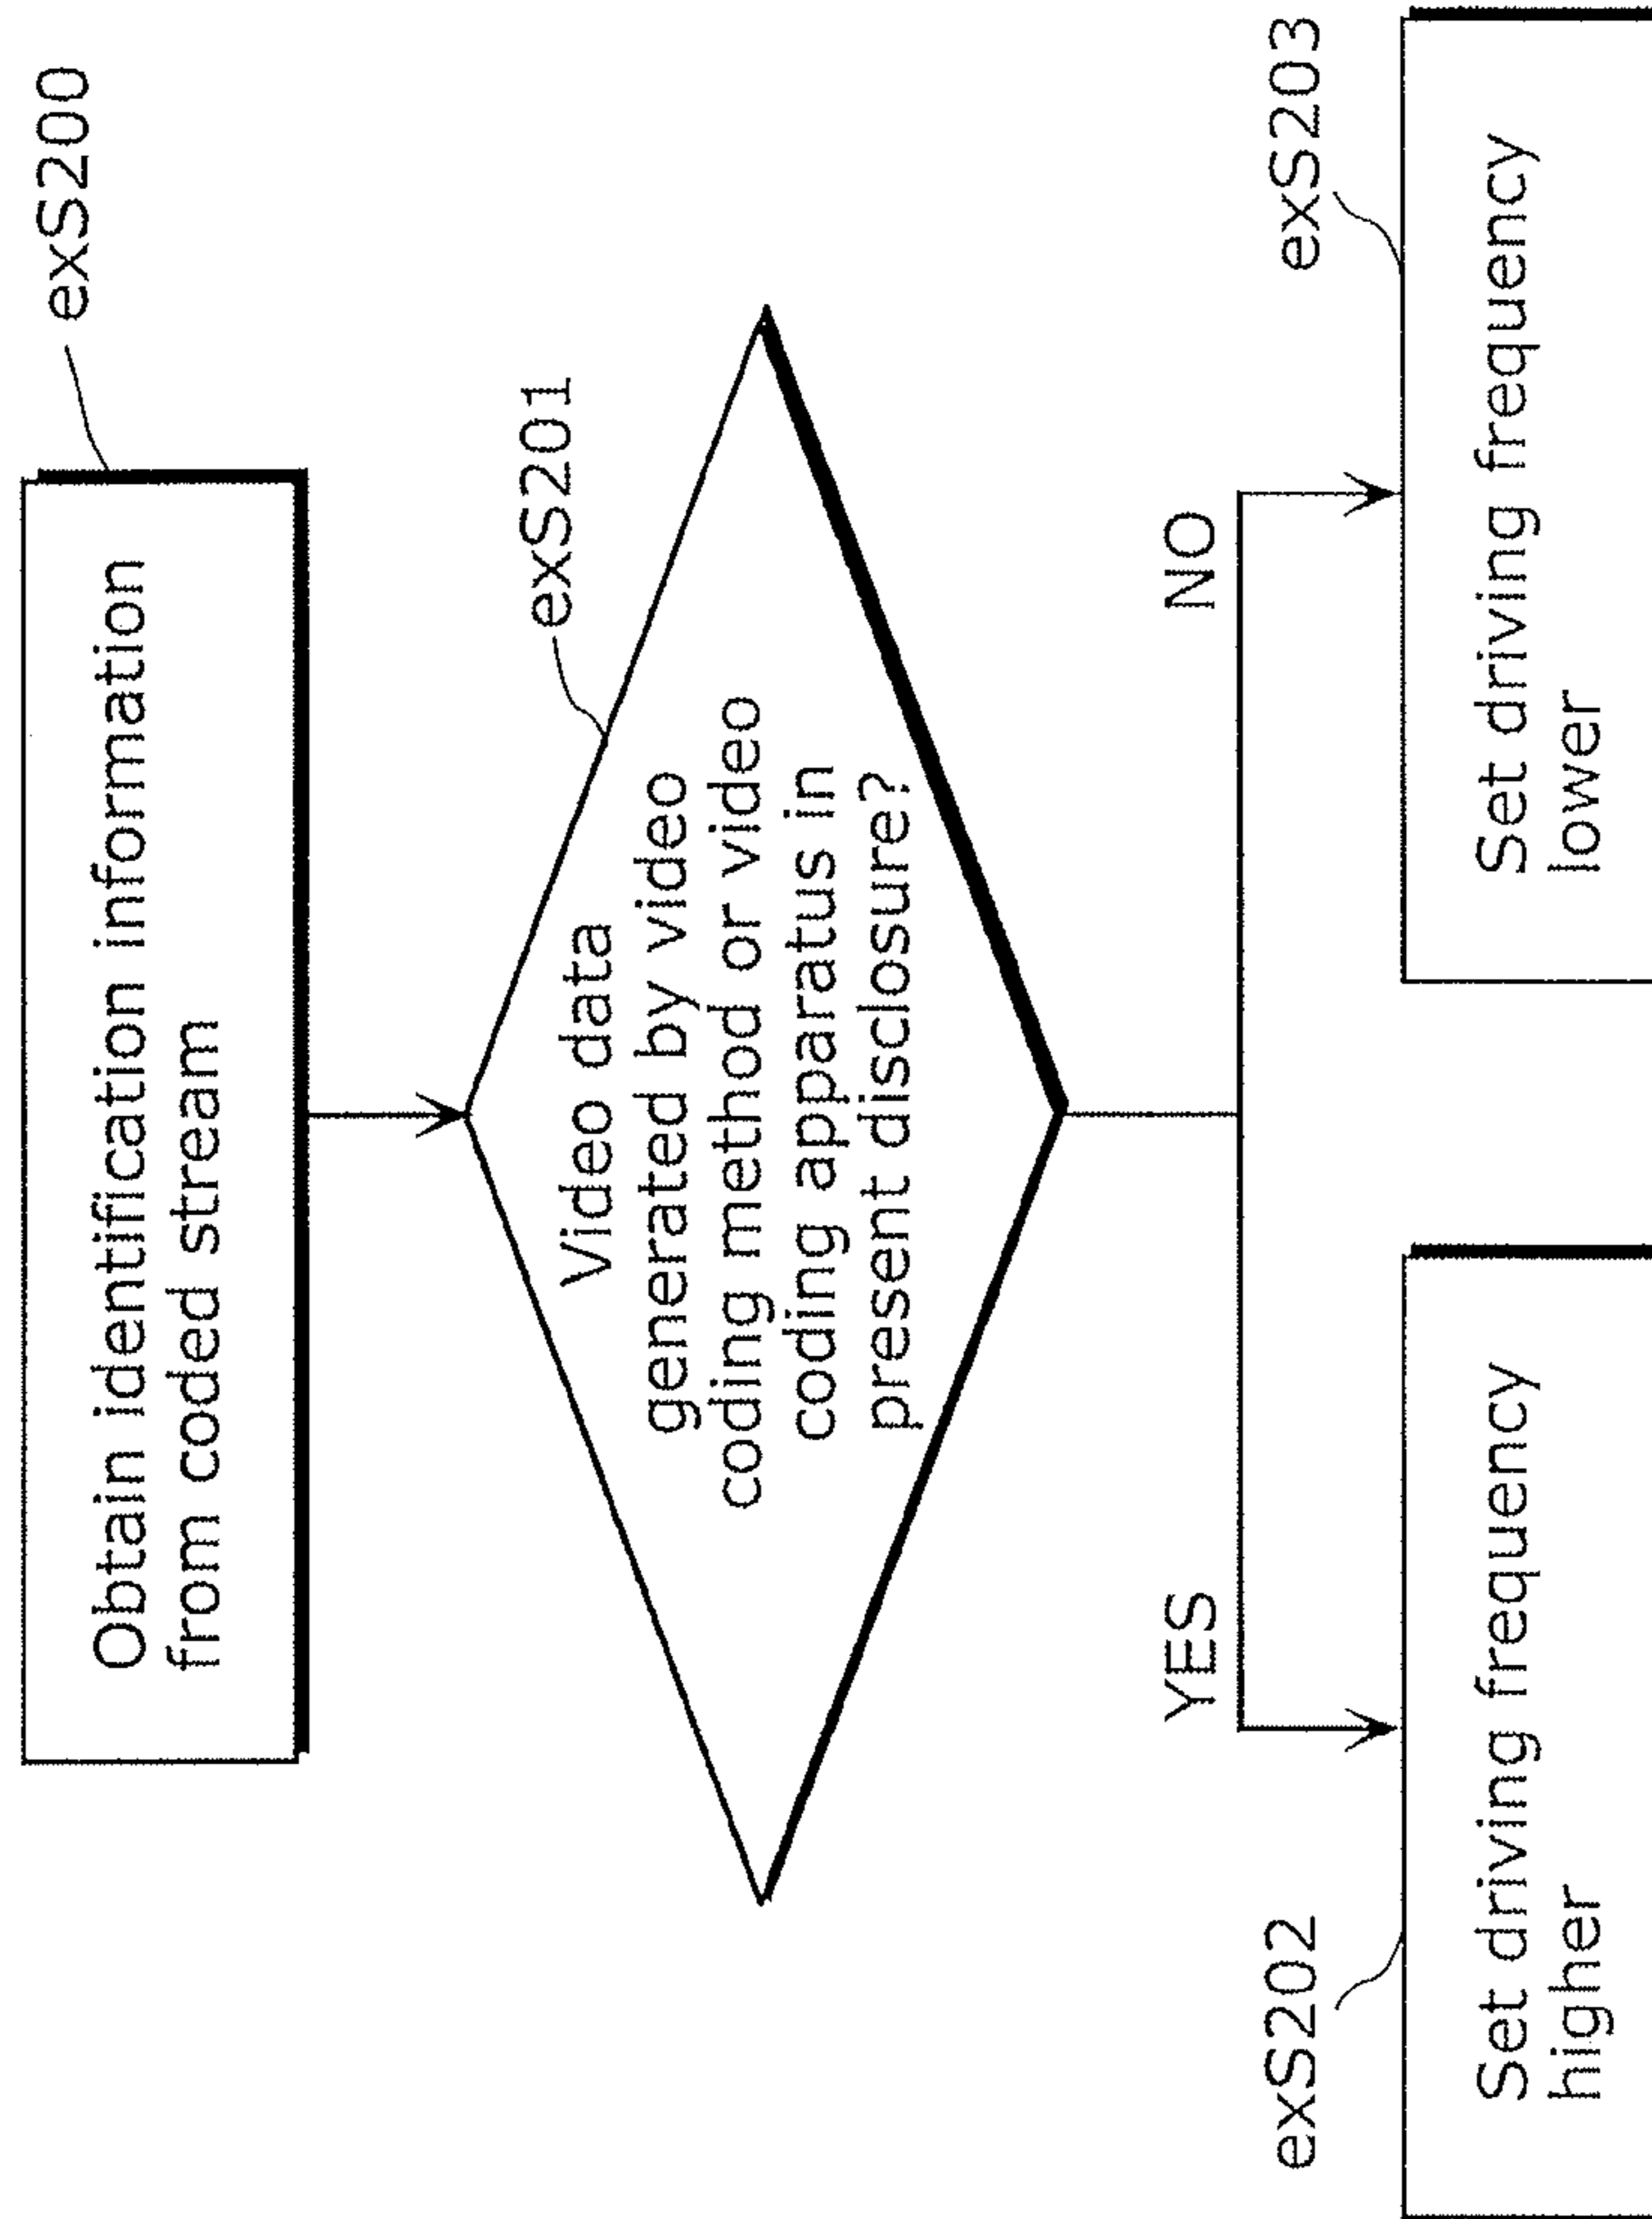 exS200
Obtain identification information
from coded stream
exS201
Video data
generated by video
coding method or video
coding apparatus in
present disclosure?
YES
NO
exS202
Set driving frequency
higher
exS203
Set driving frequency
lower